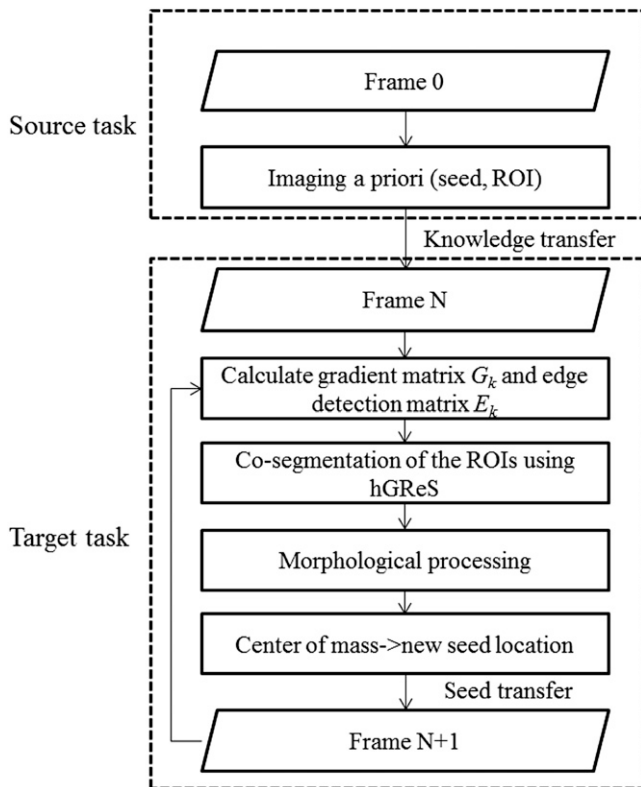 Source task
Frame 0
Imaging a priori (seed, ROI)
Knowledge transfer
Target task
Frame N
Calculate gradient matrix G_k and edge
detection matrix E_k
Co-segmentation of the ROIs using
hGReS
Morphological processing
Center of mass->new seed location
Seed transfer
Frame N+1